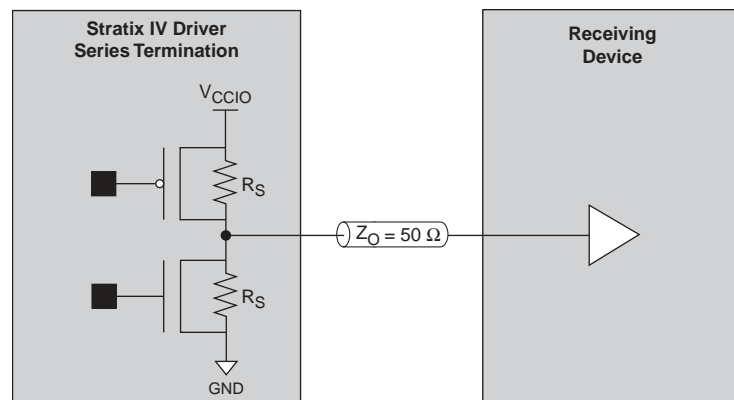 Stratix IV Driver
Series Termination
Receiving
Device
VCCIO
RS
ZO = 50 Ω
RS
GND